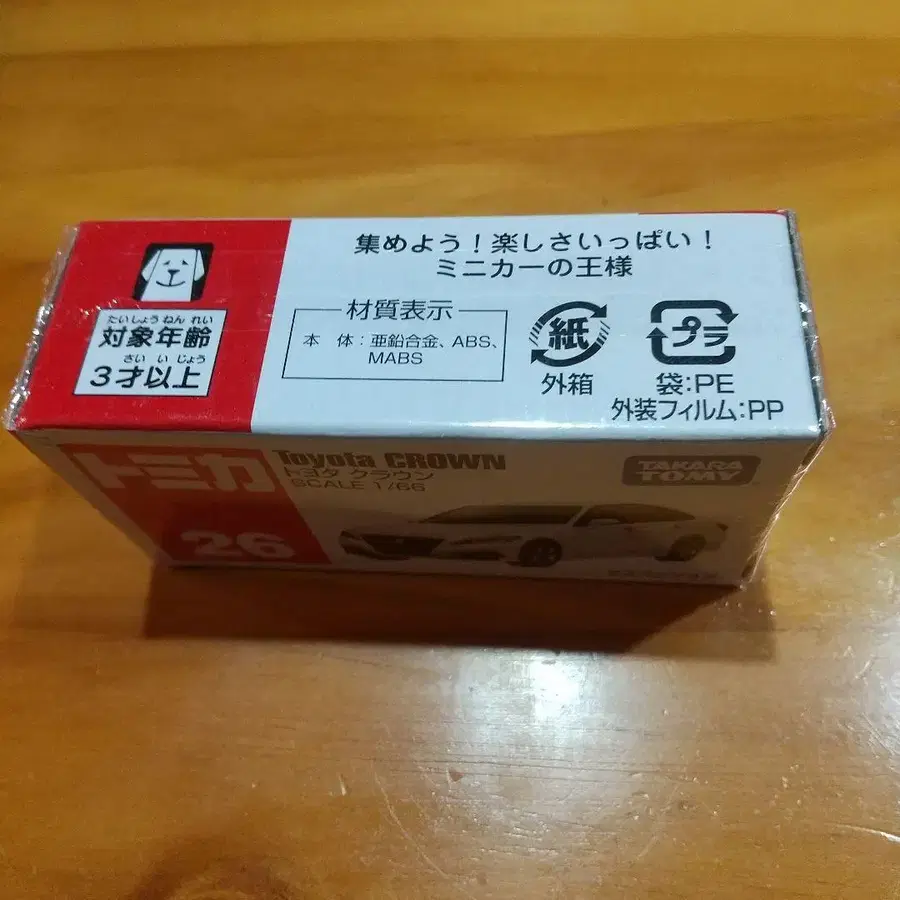 集めよう！楽しさいっぱい！
ミニカーの王様
たいしょう ねん れい
対象年齢
さい い じょう
3才以上
材質表示
本 体：亜鉛合金、ABS、
MABS
紙
外箱
プラ
袋：PE
外装フィルム：PP
トミカ
26
Toyota CROWN
トヨタ クラウン
SCALE 1/66
TAKARA
TOMY